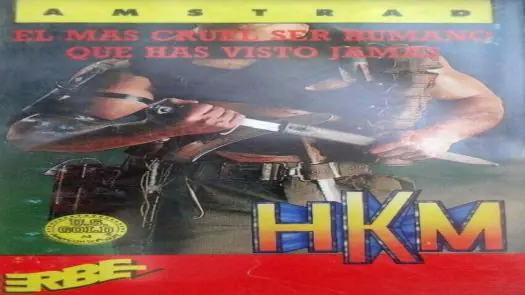 AMSTRAD
EL MAS CRUEL SER HUMANO
QUE HAS VISTO JAMAS
U.S.
GOLD
HKM
ERBE